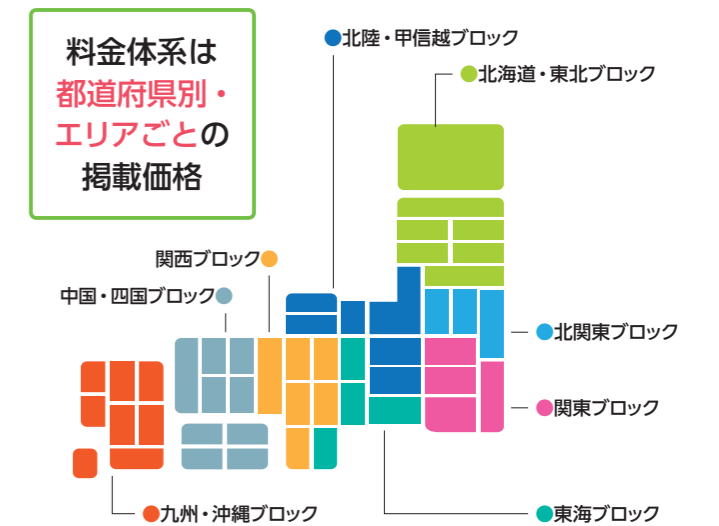 料金体系は
都道府県別・
エリアごとの
掲載価格
●北陸・甲信越ブロック
●北海道・東北ブロック
関西ブロック●
中国・四国ブロック●
●北関東ブロック
●関東ブロック
●九州・沖縄ブロック
●東海ブロック